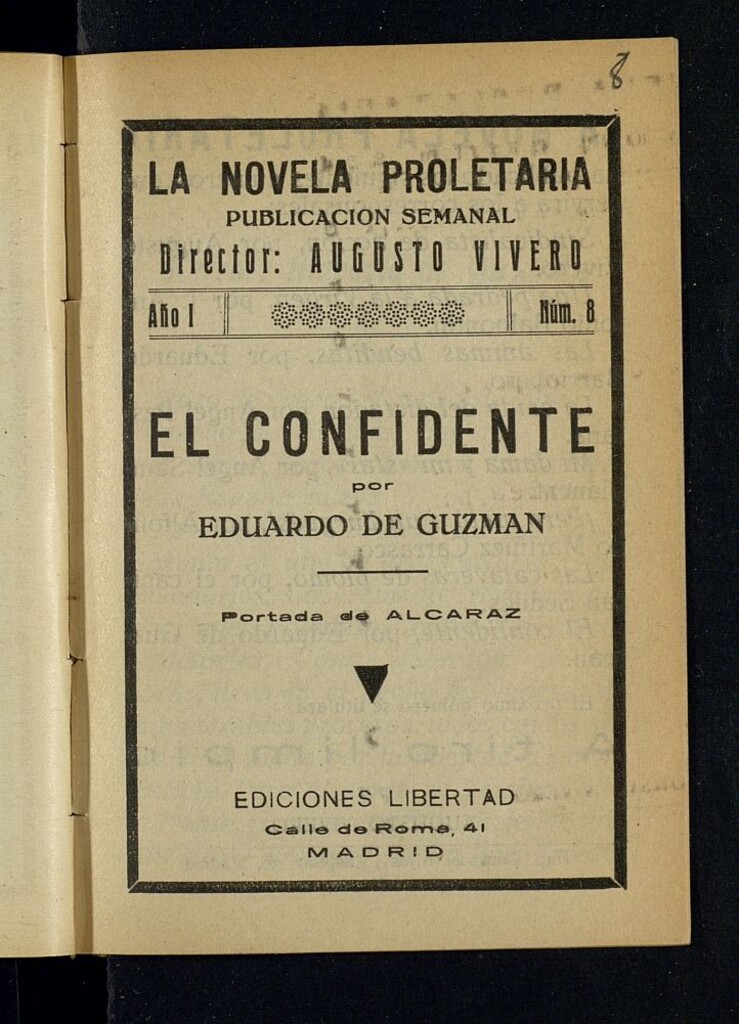 8
LA NOVELA PROLETARIA
PUBLICACION SEMANAL
Director: AUGUSTO VIVERO
Año I Núm. 8
EL CONFIDENTE
por
EDUARDO DE GUZMAN
Portada de ALCARAZ
EDICIONES LIBERTAD
Calle de Roma, 41
MADRID